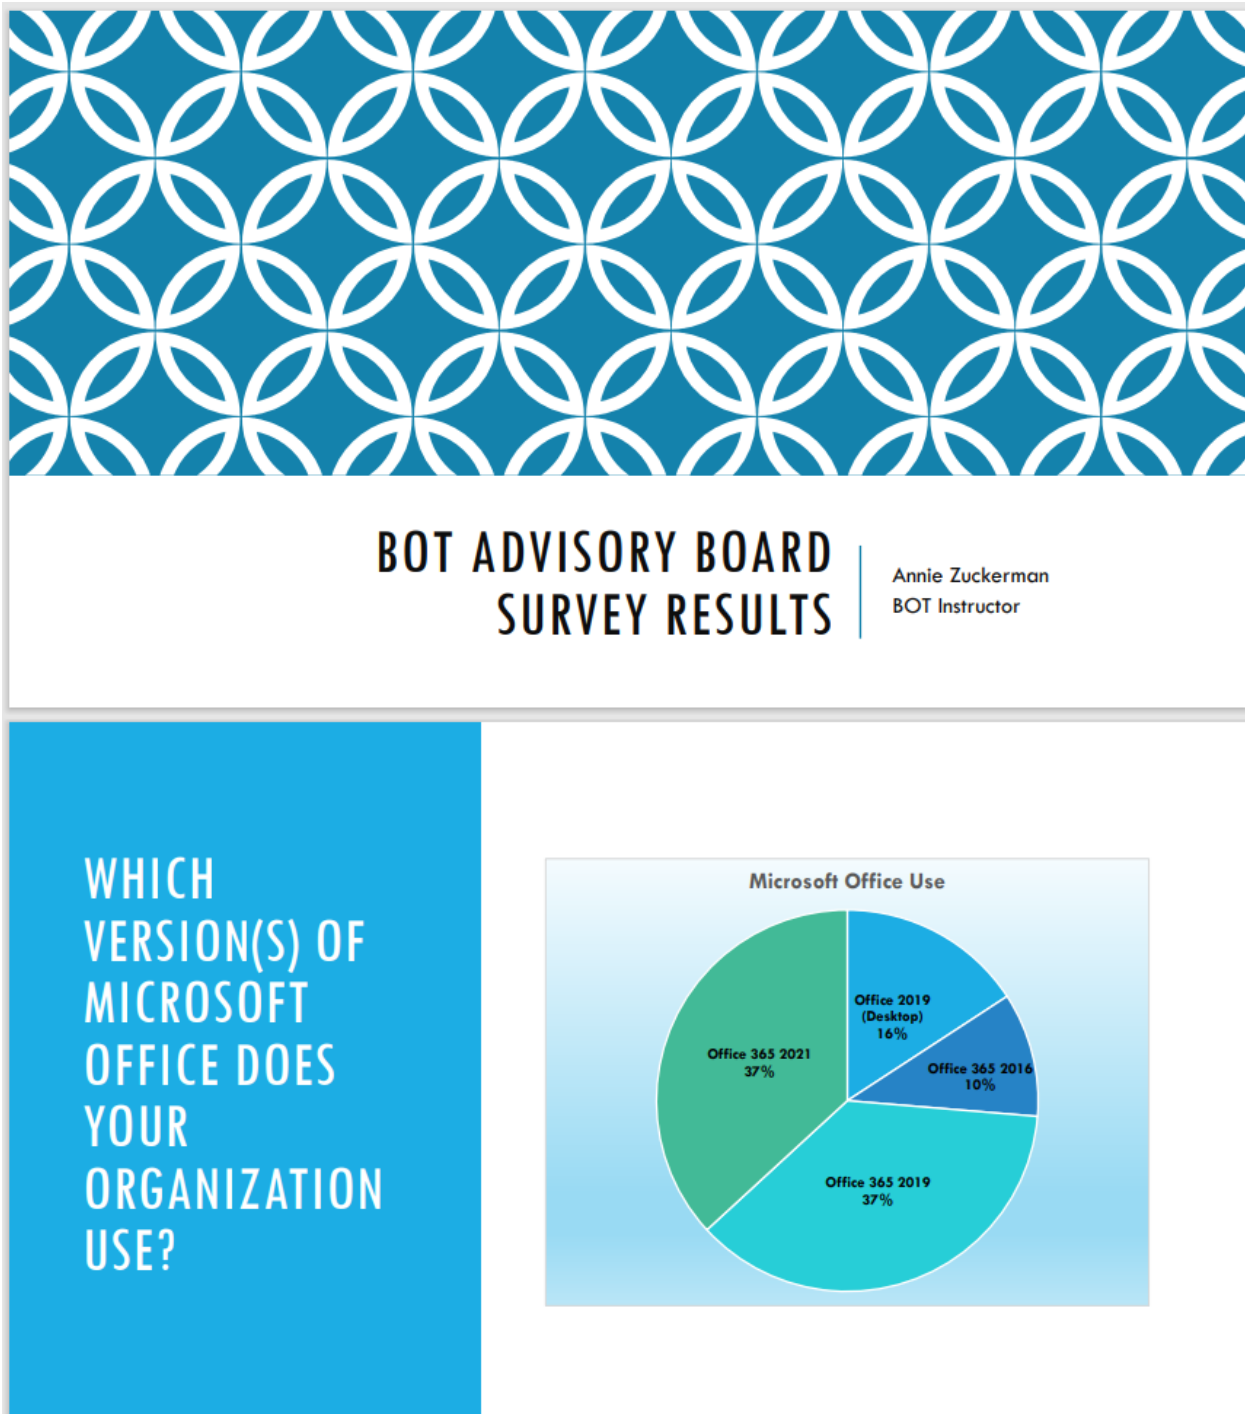 BOT ADVISORY BOARD
SURVEY RESULTS
Annie Zuckerman
BOT Instructor
WHICH
VERSION(S) OF
MICROSOFT
OFFICE DOES
YOUR
ORGANIZATION
USE?
Microsoft Office Use
Office 2019
(Desktop)
16%
Office 365 2016
10%
Office 365 2019
37%
Office 365 2021
37%